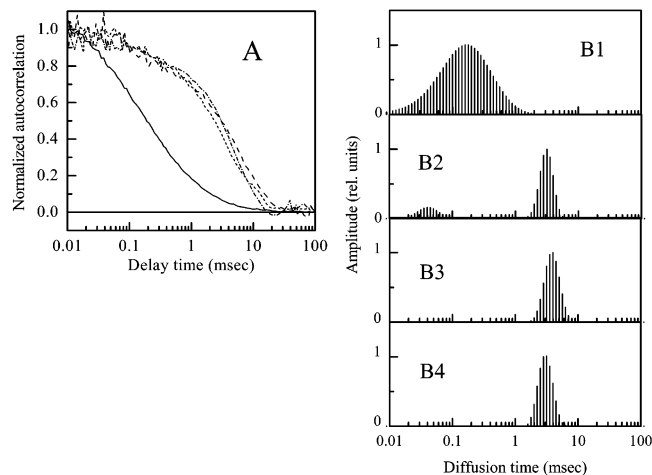 A
Normalized autocorrelation
1.0
0.8
0.6
0.4
0.2
0.0
0.01 0.1 1 10 100
Delay time (msec)
Amplitude (rel. units)
B1
1
0
B2
1
0
B3
1
0
B4
1
0
0.01 0.1 1 10 100
Diffusion time (msec)